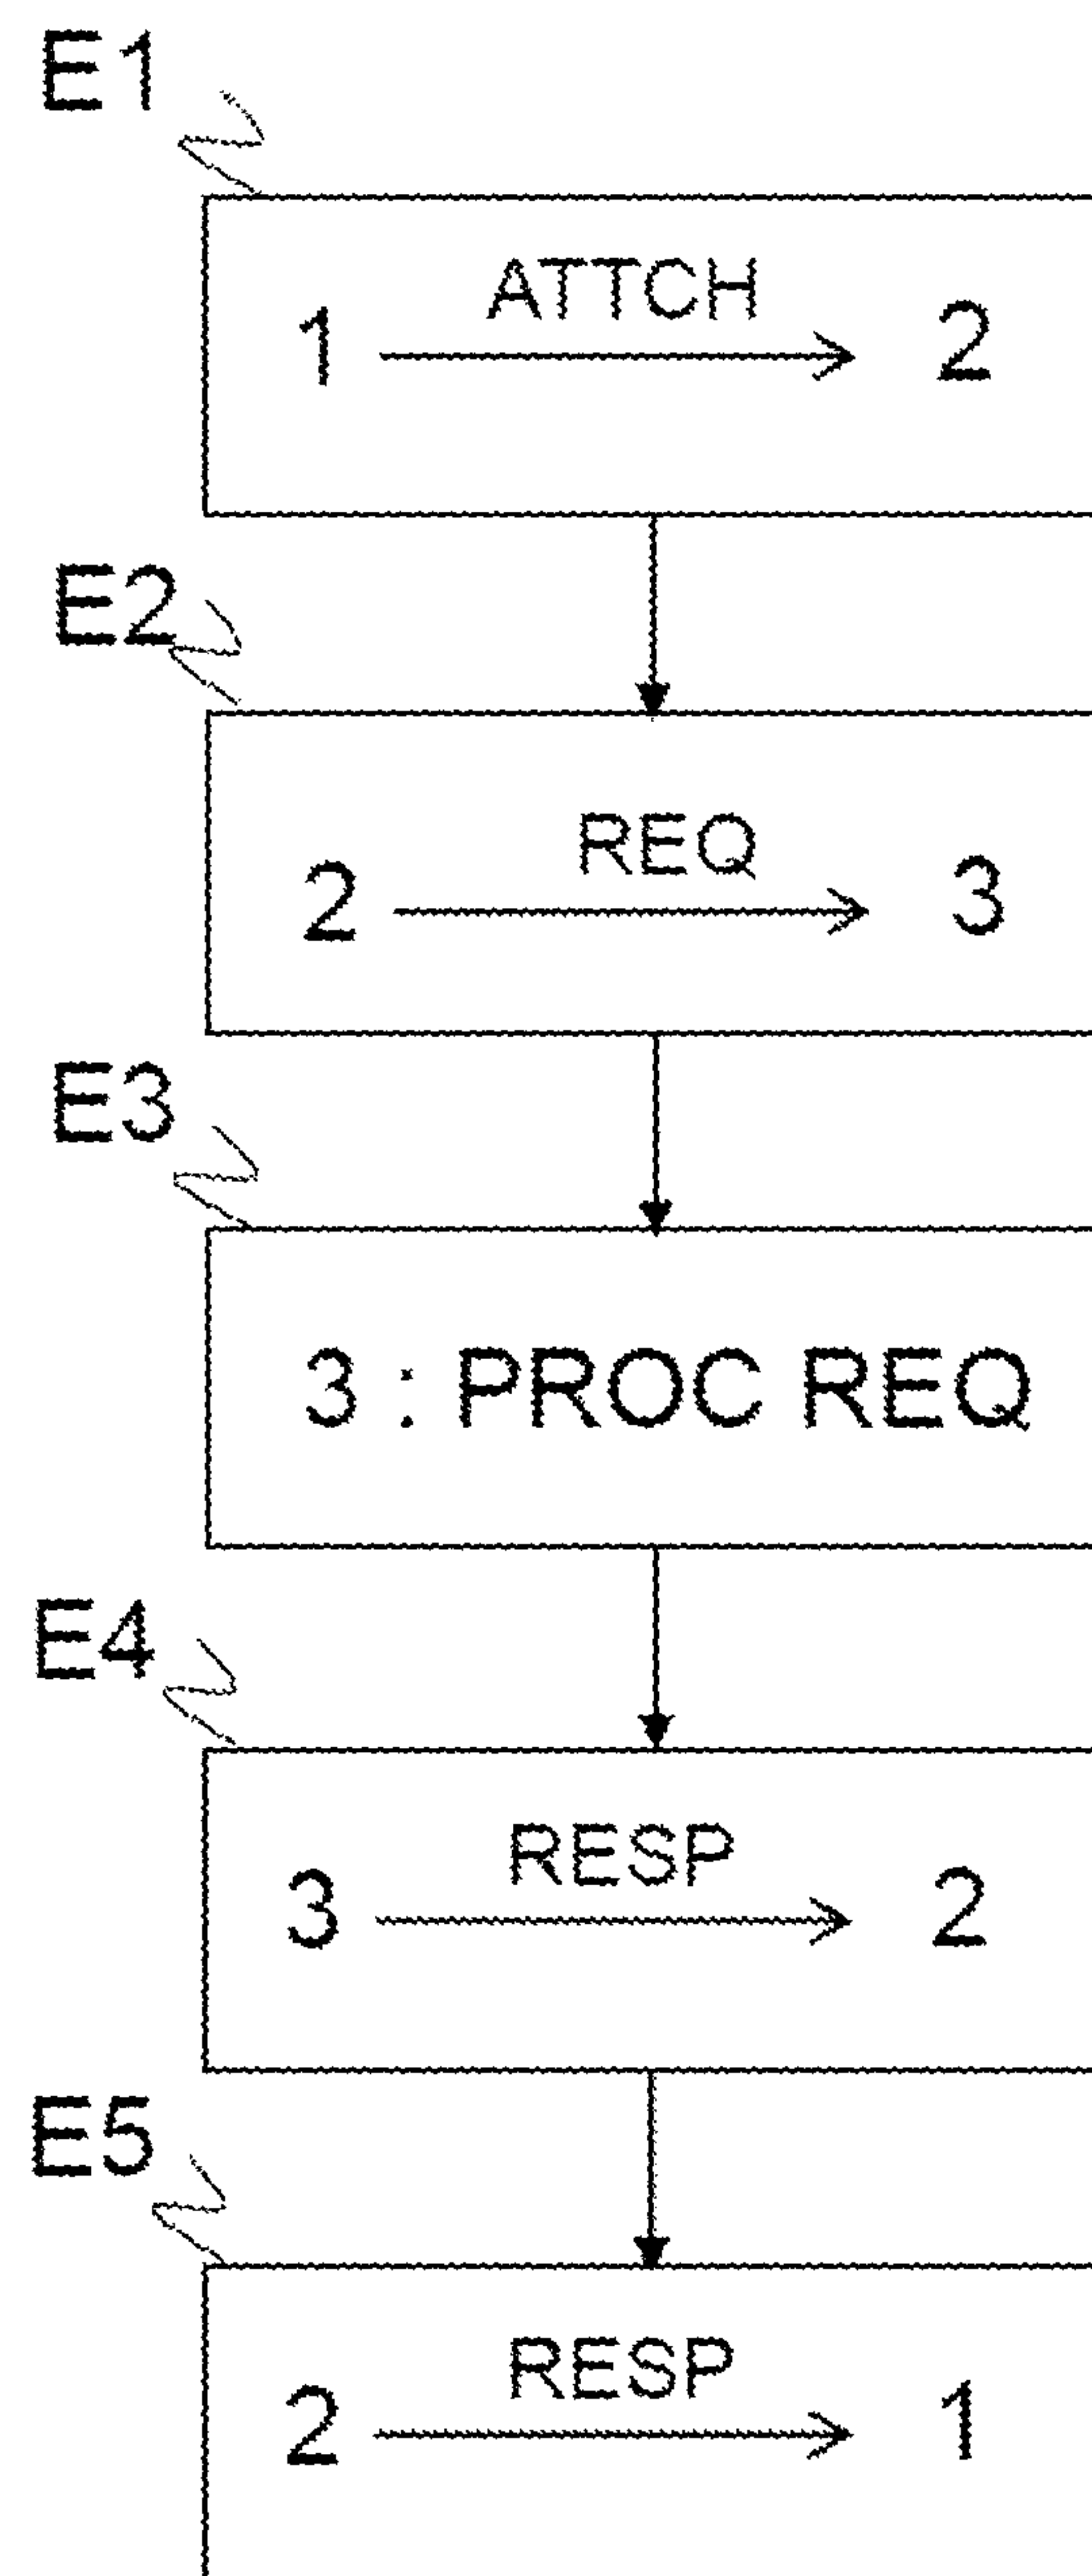 E1
ATTCH
1 2
E2
REQ
2 3
E3
3 : PROC REQ
E4
RESP
3 2
E5
RESP
2 1